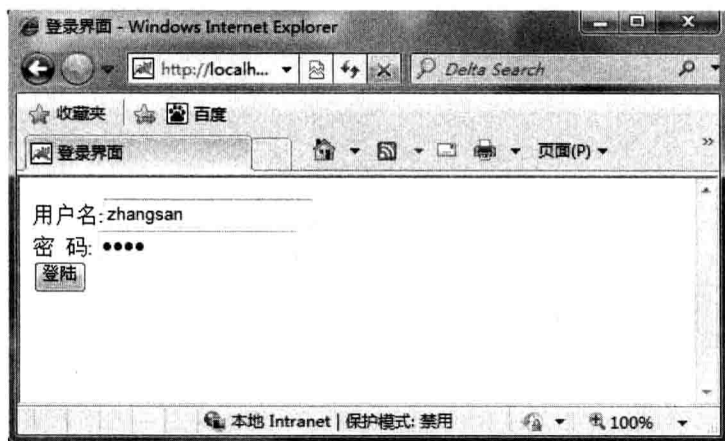 登录界面 - Windows Internet Explorer
http://localh...
Delta Search
收藏夹
百度
登录界面
页面(P)
»
用户名:zhangsan
密 码: ●●●●
登陆
本地 Intranet | 保护模式: 禁用
100%